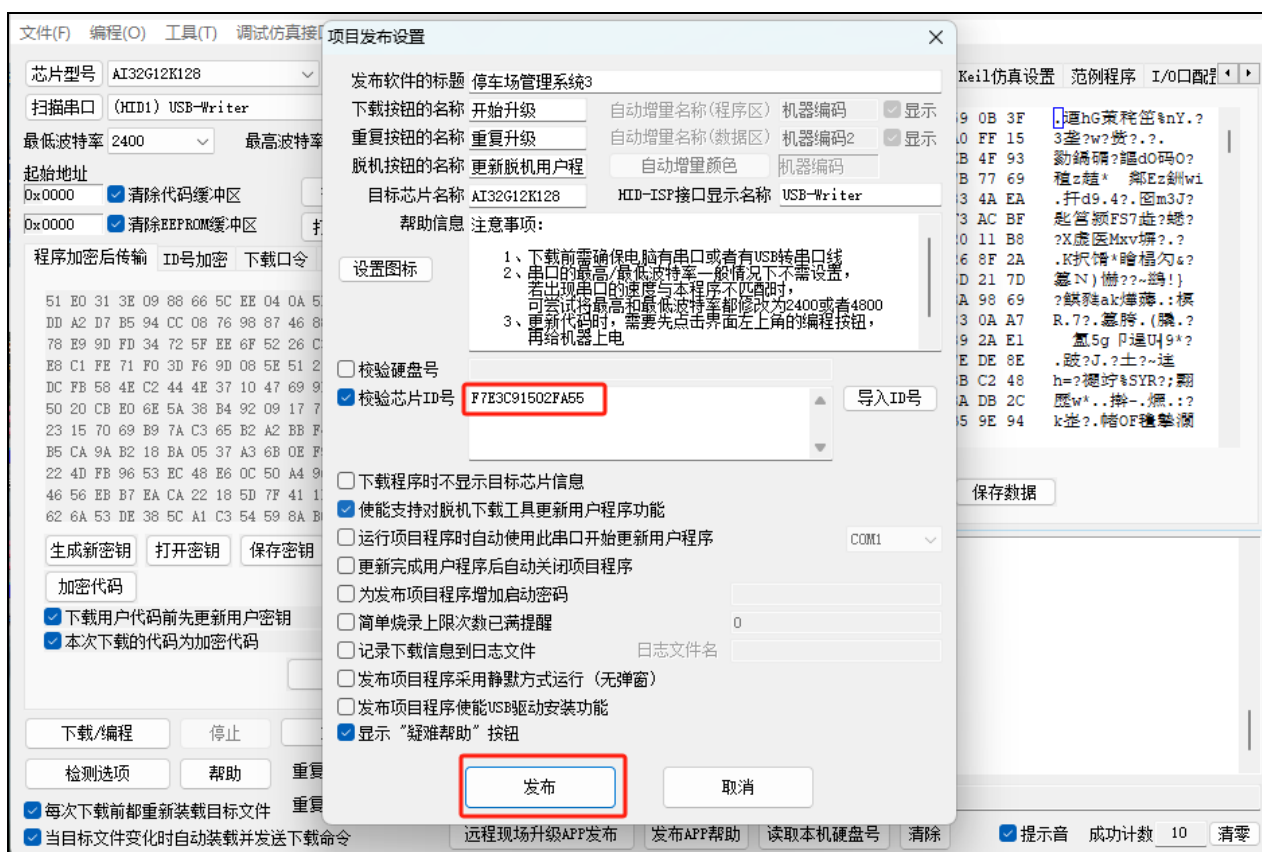 文件(F) 编程(O) 工具(T) 调试仿真接
项目发布设置
芯片型号 AI32G12K128
扫描串口 (HID1) USB-Writer
最低波特率 2400 最高波特率
起始地址
0x0000 清除代码缓冲区
0x0000 清除EEPROM缓冲区
程序加密后传输 ID号加密 下载口令
51 E0 31 3E 09 88 66 5C EE 04 0A
DD A2 D7 B5 94 CC 08 76 98 87 46
78 E9 9D FD 34 72 5F EE 6F 52 26
E8 C1 FE 71 F0 3D F6 9D 08 5E 51
DC FB 58 4E C2 44 4E 37 10 47 69
50 20 CB E0 6E 5A 38 B4 92 09 17
23 15 70 69 B9 7A C3 65 B2 A2 BB
B5 CA 9A B2 18 BA 05 37 A3 6B 0E
22 4D FB 96 53 EC 48 E6 0C 50 A4
46 56 EB B7 EA CA 22 18 5D 7F 41
62 6A 53 DE 38 5C A1 C3 54 59 8A
生成新密钥 打开密钥 保存密钥
加密代码
下载用户代码前先更新用户密钥
本次下载的代码为加密代码
下载/编程 停止
检测选项 帮助 重复
每次下载前都重新装载目标文件 重复
当目标文件变化时自动装载并发送下载命令
发布软件的标题 停车场管理系统3
下载按钮的名称 开始升级 自动增量名称(程序区) 机器编码 显示
重复按钮的名称 重复升级 自动增量名称(数据区) 机器编码2 显示
脱机按钮的名称 更新脱机用户程 自动增量颜色 机器编码
目标芯片名称 AI32G12K128 HID-ISP接口显示名称 USB-Writer
帮助信息 注意事项:
设置图标
1、下载前需确保电脑有串口或者有USB转串口线
2、串口的最高/最低波特率一般情况下不需设置，
若出现串口的速度与本程序不匹配时，
可尝试将最高和最低波特率都修改为2400或者4800
3、更新代码时，需要先点击界面左上角的编程按钮，
再给机器上电
校验硬盘号
校验芯片ID号 F7E3C91502FA55 导入ID号
下载程序时不显示目标芯片信息
使能支持对脱机下载工具更新用户程序功能
运行项目程序时自动使用此串口开始更新用户程序 COM1
更新完成用户程序后自动关闭项目程序
为发布项目程序增加启动密码
简单烧录上限次数已满提醒 0
记录下载信息到日志文件 日志文件名
发布项目程序采用静默方式运行（无弹窗）
发布项目程序使能USB驱动安装功能
显示 "疑难帮助" 按钮
发布 取消
远程现场升级APP发布 发布APP帮助 读取本机硬盘号 清除 提示音 成功计数 10 清零
Keil仿真设置 范例程序 I/O口配
0B 3F
FF 15
4F 93
77 69
4A EA
AC BF
11 B8
8F 2A
21 7D
98 69
0A A7
2A E1
DE 8E
C2 48
DB 2C
9E 94
保存数据